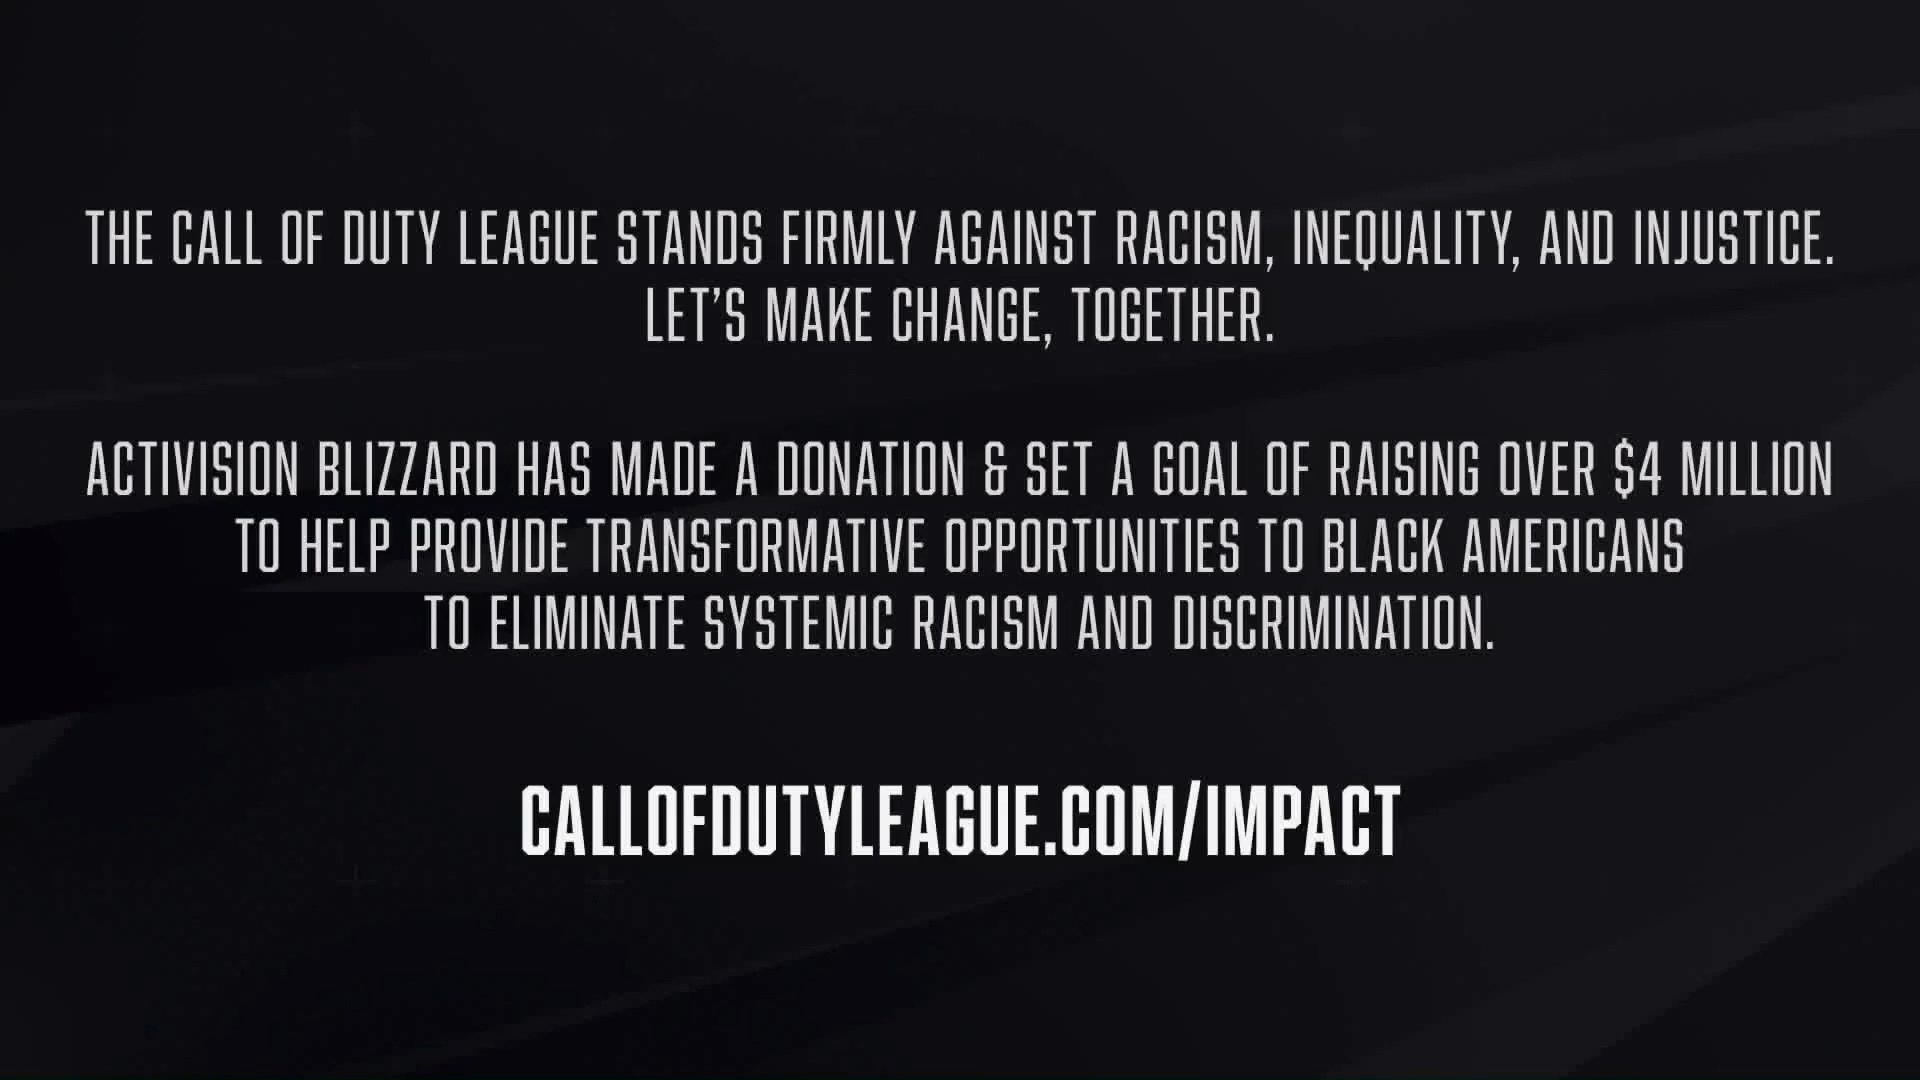 THE CALL OF DUTY LEAGUE STANDS FIRMLY AGAINST RACISM, INEQUALITY, AND INJUSTICE.
LET'S MAKE CHANGE, TOGETHER.
ACTIVISION BLIZZARD HAS MADE A DONATION & SET A GOAL OF RAISING OVER $4 MILLION
TO HELP PROVIDE TRANSFORMATIVE OPPORTUNITIES TO BLACK AMERICANS
TO ELIMINATE SYSTEMIC RACISM AND DISCRIMINATION.
CALLOFDUTYLEAGUE.COM/IMPACT